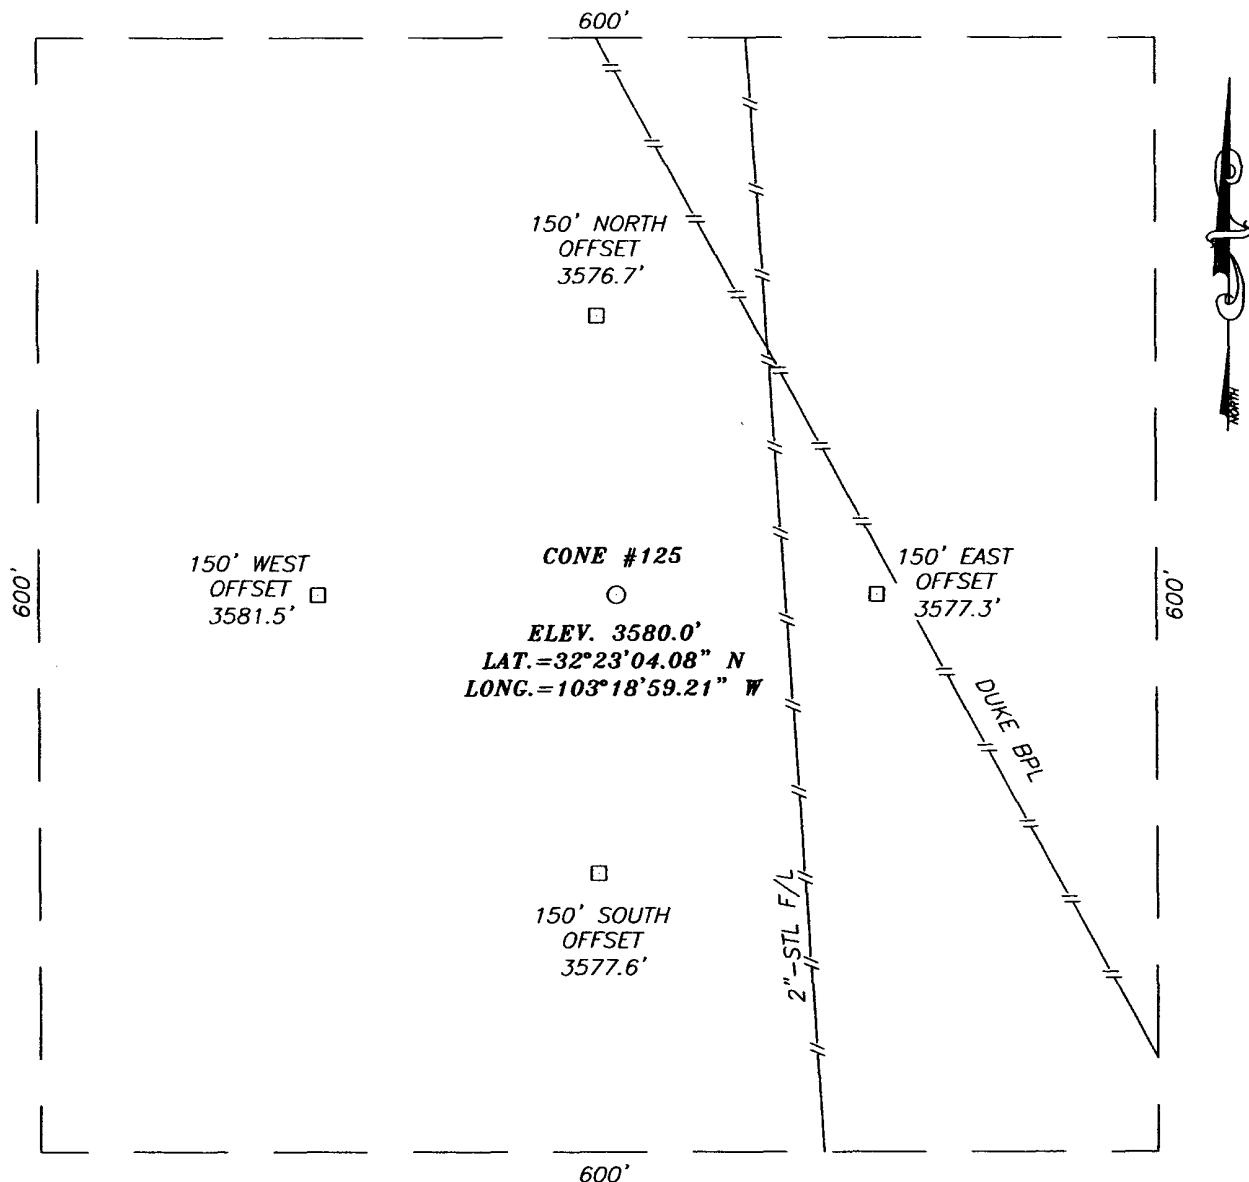 600'
150' NORTH
OFFSET
3576.7'
NORTH
150' WEST
OFFSET
3581.5'
600'
CONE #125
ELEV. 3580.0'
LAT.=32°23'04.08" N
LONG.=103°18'59.21" W
150' EAST
OFFSET
3577.3'
600'
DUKE BPL
150' SOUTH
OFFSET
3577.6'
2"-STL F/L
600'